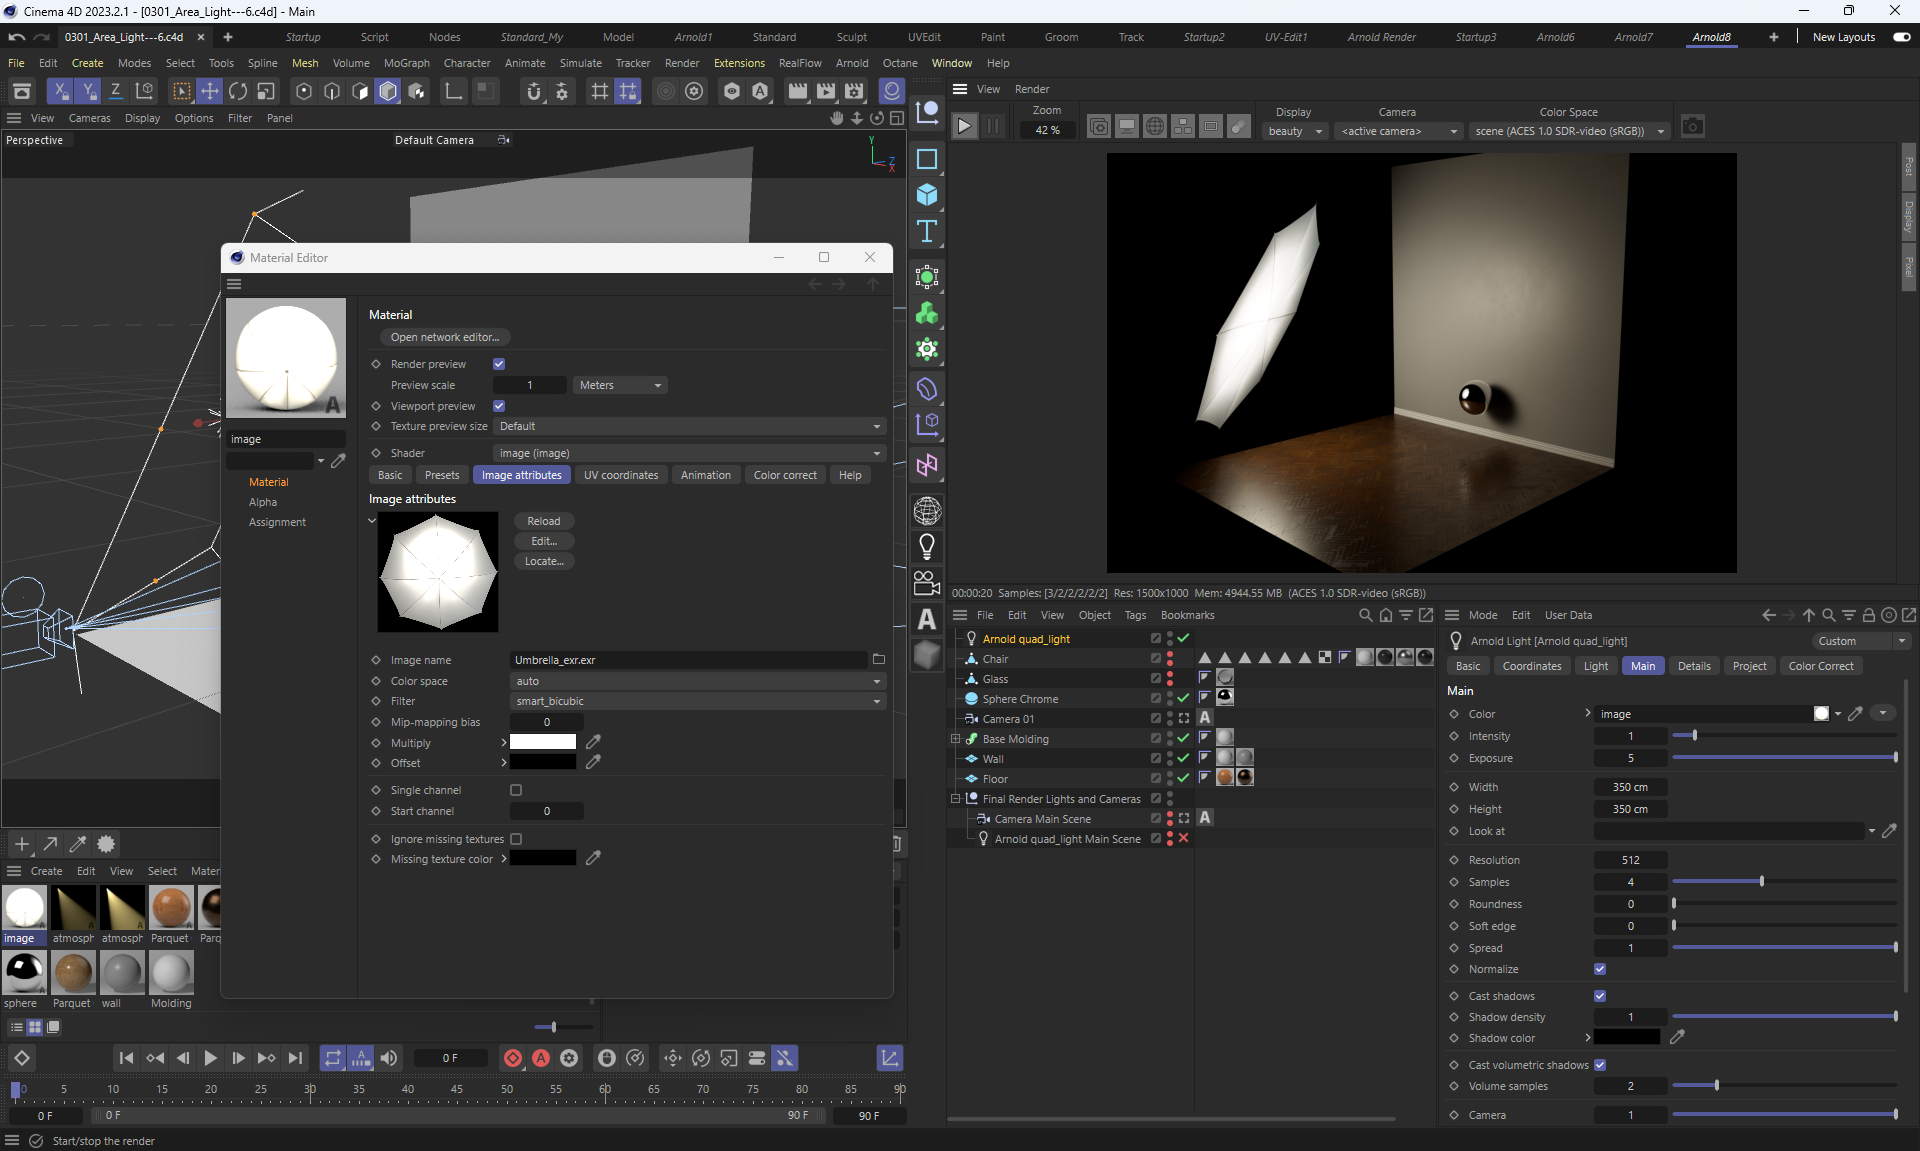 Cinema 4D 2023.2.1 - [0301_Area_Light---6.c4d] - Main
0301_Area_Light---6.c4d × + Startup Script Nodes Standard_My Model Arnold1 Standard Sculpt UVEdit Paint Groom Track Startup2 UV-Edit1 Arnold Render Startup3 Arnold6 Arnold7 Arnold8 + New Layouts
File Edit Create Modes Select Tools Spline Mesh Volume MoGraph Character Animate Simulate Tracker Render Extensions RealFlow Arnold Octane Window Help
View Cameras Display Options Filter Panel
Perspective
Default Camera
Y
Z
X
View Render
Zoom
42 %
Display
beauty
Camera
<active camera>
Color Space
scene (ACES 1.0 SDR-video (sRGB))
Post
Display
Pixel
Material Editor
image
Material
Alpha
Assignment
Material
Open network editor...
Render preview
Preview scale 1 Meters
Viewport preview
Texture preview size Default
Shader image (image)
Basic Presets Image attributes UV coordinates Animation Color correct Help
Image attributes
Reload
Edit...
Locate...
Image name Umbrella_exr.exr
Color space auto
Filter smart_bicubic
Mip-mapping bias 0
Multiply
Offset
Single channel
Start channel 0
Ignore missing textures
Missing texture color
00:00:20 Samples: [3/2/2/2/2/2] Res: 1500x1000 Mem: 4944.55 MB (ACES 1.0 SDR-video (sRGB))
File Edit View Object Tags Bookmarks
Arnold quad_light
Chair
Glass
Sphere Chrome
Camera 01
Base Molding
Wall
Floor
Final Render Lights and Cameras
Camera Main Scene
Arnold quad_light Main Scene
Mode Edit User Data
Arnold Light [Arnold quad_light]
Custom
Basic Coordinates Light Main Details Project Color Correct
Main
Color image
Intensity 1
Exposure 5
Width 350 cm
Height 350 cm
Look at
Resolution 512
Samples 4
Roundness 0
Soft edge 0
Spread 1
Normalize
Cast shadows
Shadow density 1
Shadow color
Cast volumetric shadows
Volume samples 2
Camera 1
Create Edit View Select Mater
image atmosph atmosph Parquet Parq
sphere Parquet wall Molding
0 F
0 5 10 15 20 25 30 35 40 45 50 55 60 65 70 75 80 85 90
0 F 0 F 90 F 90 F
Start/stop the render